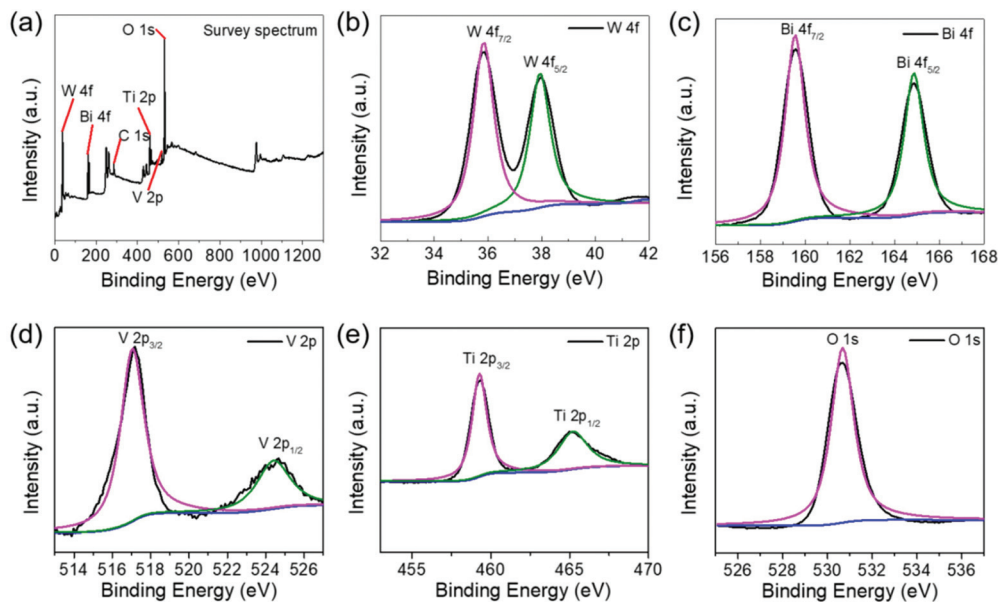 (a)
Survey spectrum
O 1s
W 4f
Bi 4f
Ti 2p
C 1s
V 2p
Intensity (a.u.)
0 200 400 600 800 1000 1200
Binding Energy (eV)
(b)
W 4f
W 4f7/2
W 4f5/2
Intensity (a.u.)
32 34 36 38 40 42
Binding Energy (eV)
(c)
Bi 4f7/2
Bi 4f
Bi 4f5/2
Intensity (a.u.)
156 158 160 162 164 166 168
Binding Energy (eV)
(d)
V 2p3/2
V 2p
V 2p1/2
Intensity (a.u.)
514 516 518 520 522 524 526
Binding Energy (eV)
(e)
Ti 2p
Ti 2p3/2
Ti 2p1/2
Intensity (a.u.)
455 460 465 470
Binding Energy (eV)
(f)
O 1s
O 1s
Intensity (a.u.)
526 528 530 532 534 536
Binding Energy (eV)